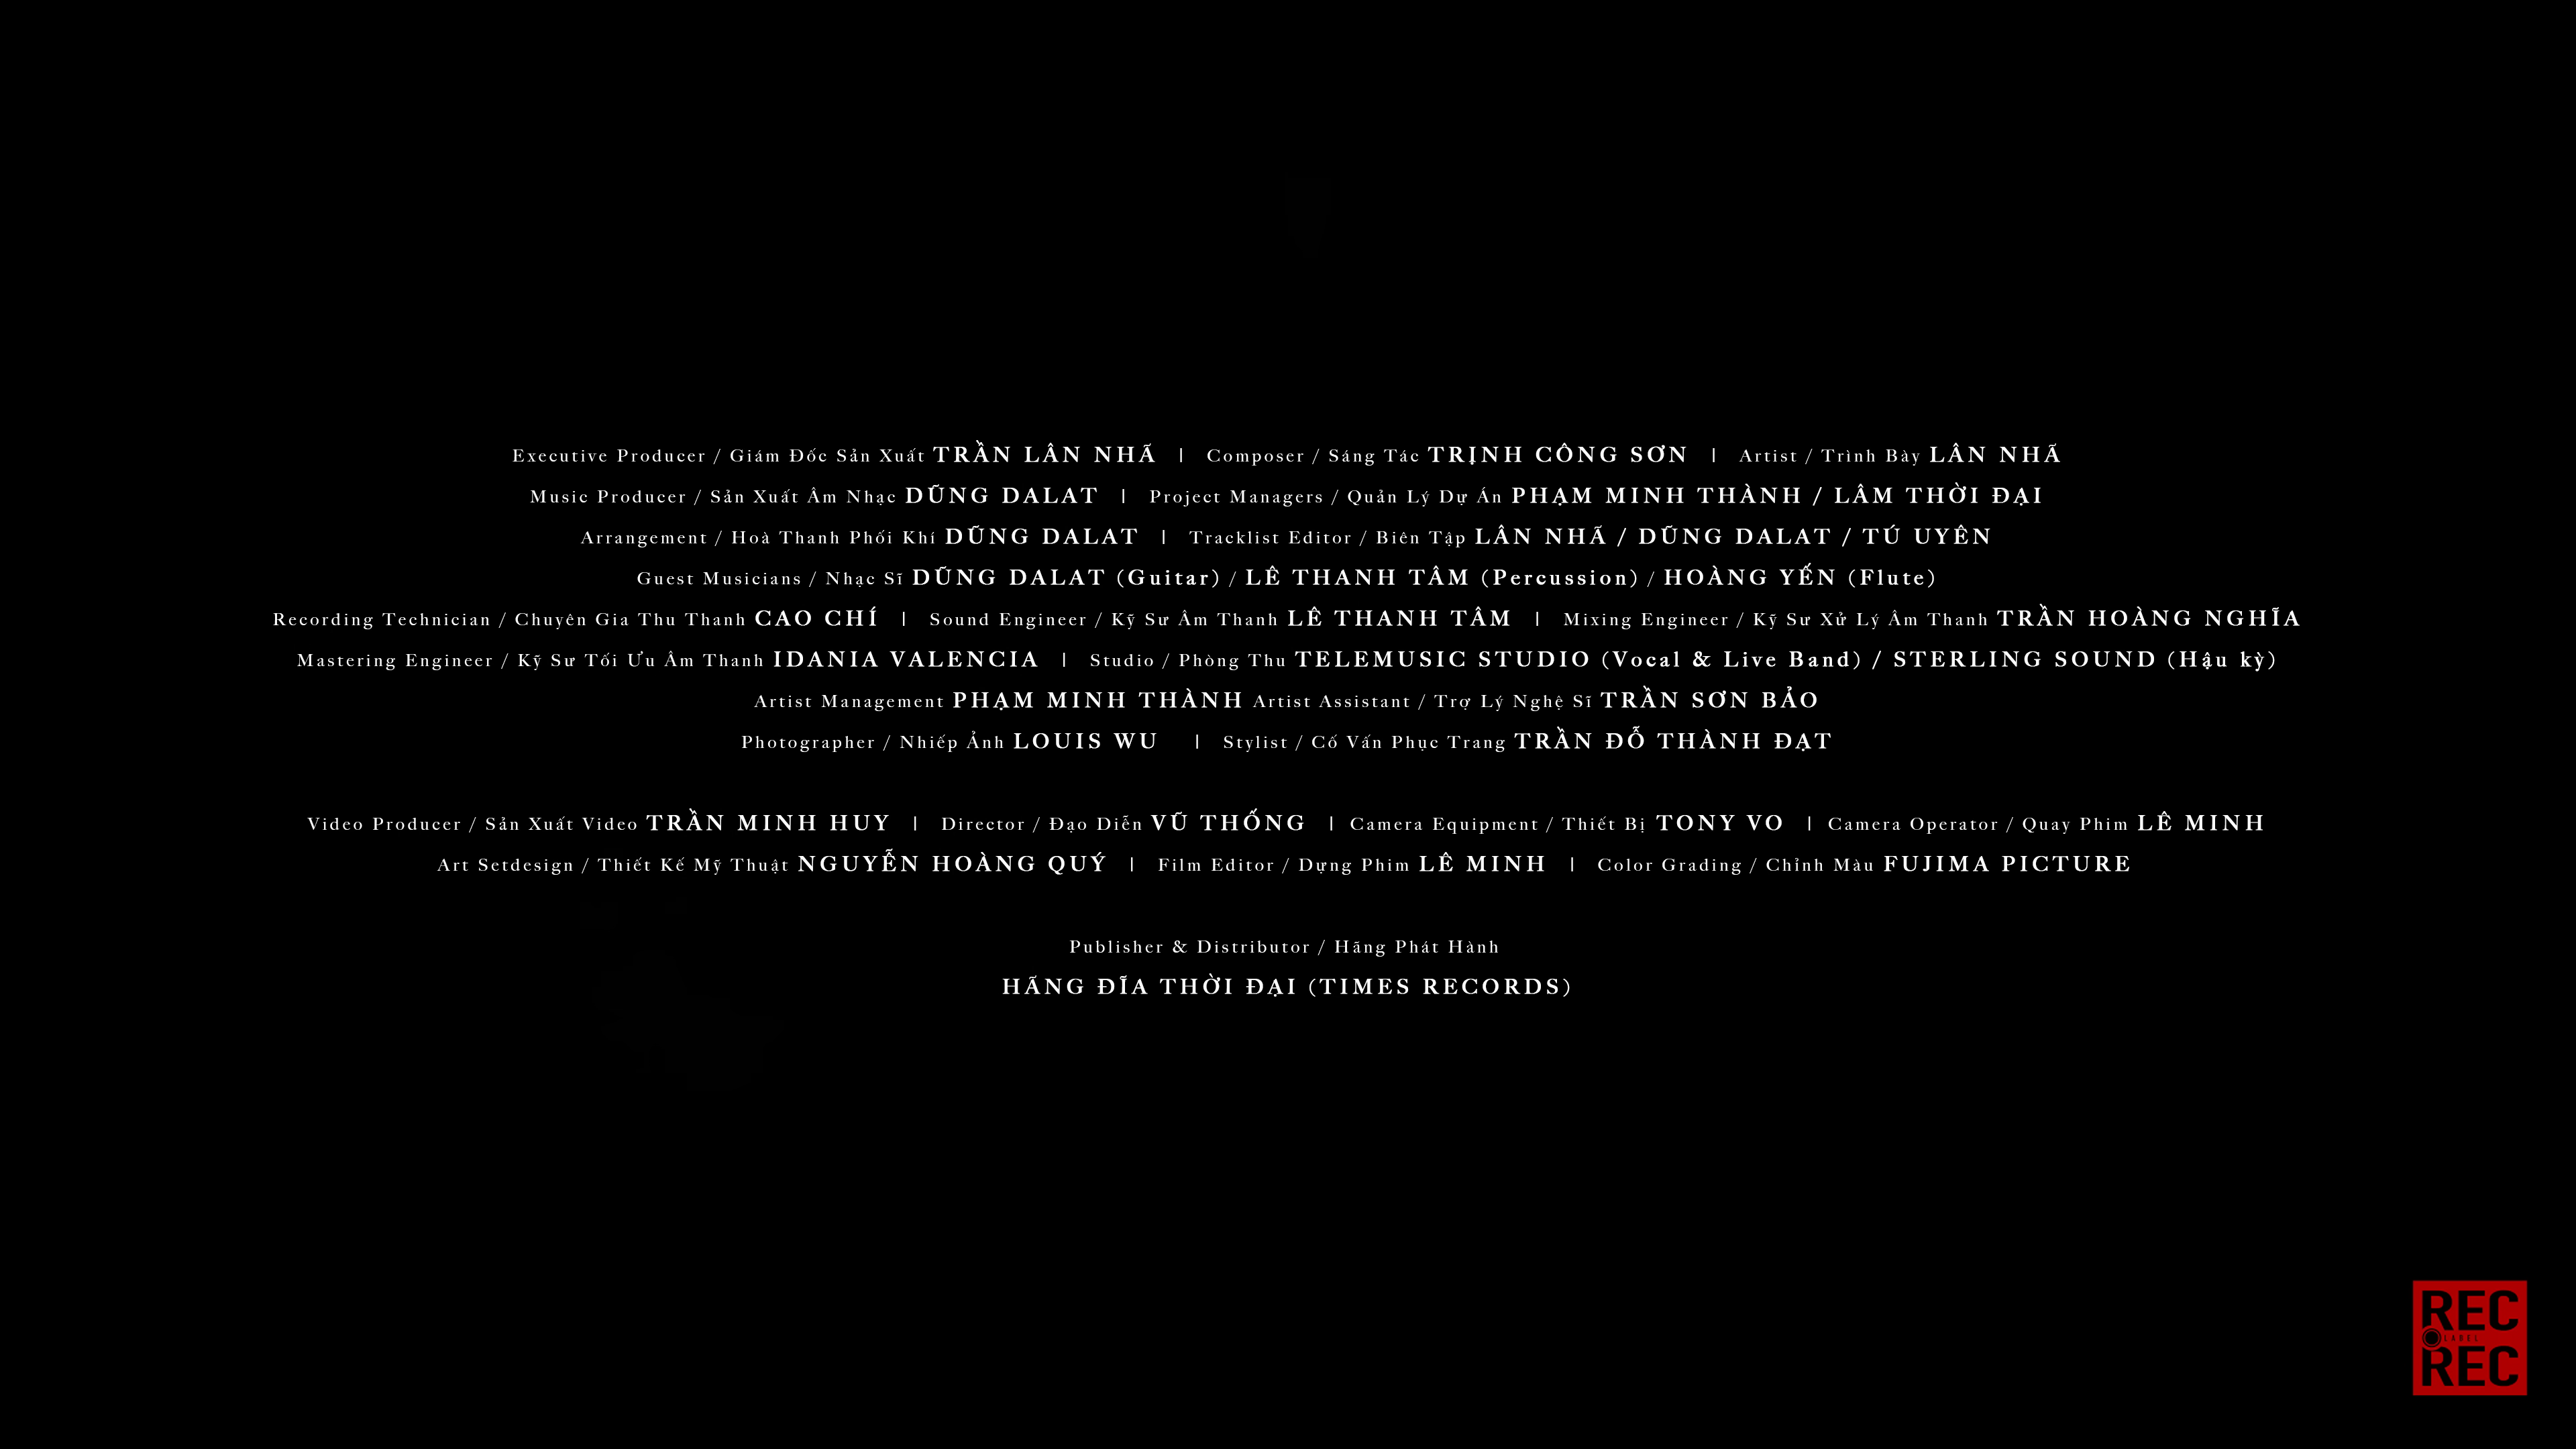 Executive Producer / Giám Đốc Sản Xuất TRẦN LÂN NHÃ | Composer / Sáng Tác TRỊNH CÔNG SƠN | Artist / Trình Bày LÂN NHÃ
Music Producer / Sản Xuất Âm Nhạc DŨNG DALAT | Project Managers / Quản Lý Dự Án PHẠM MINH THÀNH / LÂM THỜI ĐẠI
Arrangement / Hoà Thanh Phối Khí DŨNG DALAT | Tracklist Editor / Biên Tập LÂN NHÃ / DŨNG DALAT / TÚ UYÊN
Guest Musicians / Nhạc Sĩ DŨNG DALAT (Guitar) / LÊ THANH TÂM (Percussion) / HOÀNG YẾN (Flute)
Recording Technician / Chuyên Gia Thu Thanh CAO CHÍ | Sound Engineer / Kỹ Sư Âm Thanh LÊ THANH TÂM | Mixing Engineer / Kỹ Sư Xử Lý Âm Thanh TRẦN HOÀNG NGHĨA
Mastering Engineer / Kỹ Sư Tối Ưu Âm Thanh IDANIA VALENCIA | Studio / Phòng Thu TELEMUSIC STUDIO (Vocal & Live Band) / STERLING SOUND (Hậu kỳ)
Artist Management PHẠM MINH THÀNH Artist Assistant / Trợ Lý Nghệ Sĩ TRẦN SƠN BẢO
Photographer / Nhiếp Ảnh LOUIS WU | Stylist / Cố Vấn Phục Trang TRẦN ĐỖ THÀNH ĐẠT
Video Producer / Sản Xuất Video TRẦN MINH HUY | Director / Đạo Diễn VŨ THỐNG | Camera Equipment / Thiết Bị TONY VO | Camera Operator / Quay Phim LÊ MINH
Art Setdesign / Thiết Kế Mỹ Thuật NGUYỄN HOÀNG QUÝ | Film Editor / Dựng Phim LÊ MINH | Color Grading / Chỉnh Màu FUJIMA PICTURE
Publisher & Distributor / Hãng Phát Hành
HÃNG ĐĨA THỜI ĐẠI (TIMES RECORDS)
REC
LABEL
REC